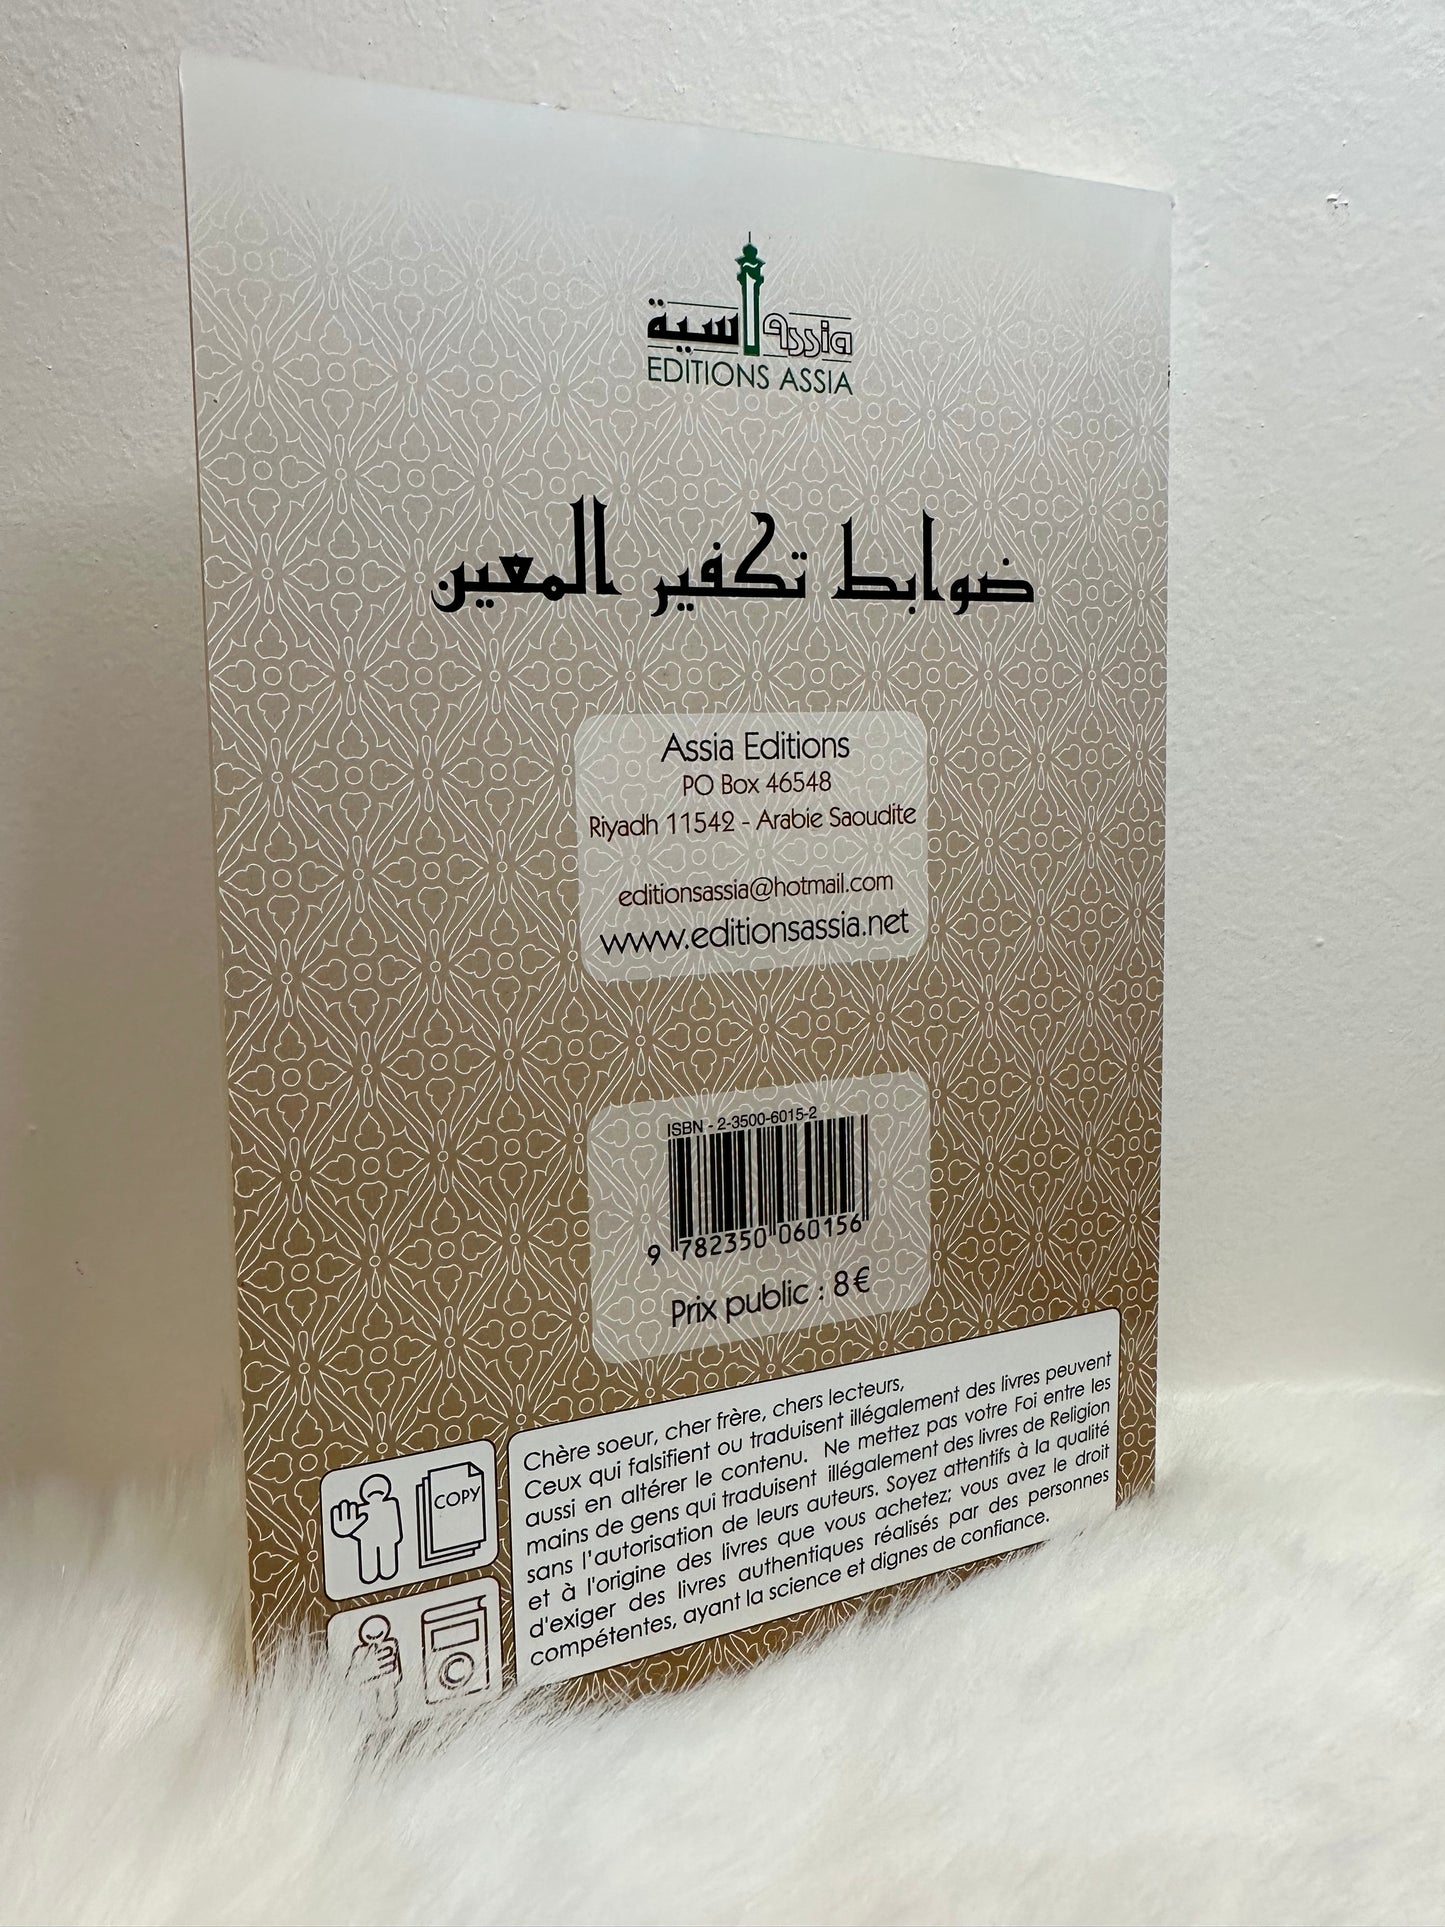 آسية Assia
EDITIONS ASSIA
ضوابط تكفير المعين
Assia Editions
PO Box 46548
Riyadh 11542 - Arabie Saoudite
editionsassia@hotmail.com
www.editionsassia.net
ISBN - 2-3500-6015-2
9 782350 060156
Prix public : 8€
Chère soeur, cher frère, chers lecteurs,
Ceux qui falsifient ou traduisent illégalement des livres peuvent
aussi en altérer le contenu. Ne mettez pas votre Foi entre les
mains de gens qui traduisent illégalement des livres de Religion
sans l'autorisation de leurs auteurs. Soyez attentifs à la qualité
et à l'origine des livres que vous achetez; vous avez le droit
d'exiger des livres authentiques réalisés par des personnes
compétentes, ayant la science et dignes de confiance.
COPY
©